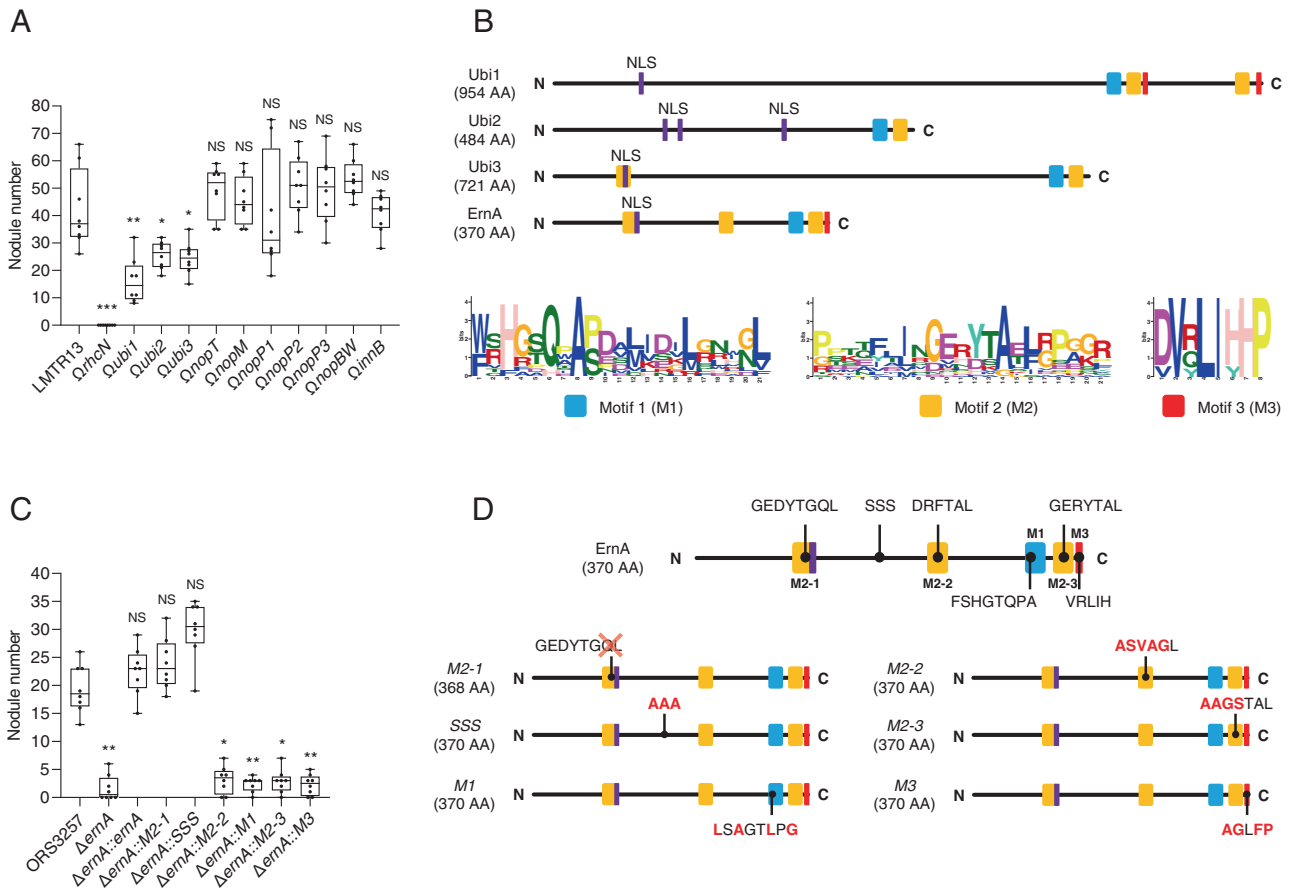 A
Nodule number
80
70
60
50
40
30
20
10
0
*** ** * * NS NS NS NS NS NS NS
LMTR13
ΩrhcN
Ωubi1
Ωubi2
Ωubi3
ΩnopT
ΩnopM
ΩnopP1
ΩnopP2
ΩnopP3
ΩnopBW
ΩinnB
B
Ubi1
(954 AA)
N NLS C
Ubi2
(484 AA)
N NLS NLS C
Ubi3
(721 AA)
N NLS C
ErnA
(370 AA)
N NLS C
Motif 1 (M1)
Motif 2 (M2)
Motif 3 (M3)
C
Nodule number
40
35
30
25
20
15
10
5
0
** NS NS NS * ** * **
ORS3257
ΔernA
ΔernA::ernA
ΔernA::M2-1
ΔernA::SSS
ΔernA::M2-2
ΔernA::M1
ΔernA::M2-3
ΔernA::M3
D
GEDYTGQL SSS DRFTAL GERYTAL
M1 M3
ErnA
(370 AA)
N C
M2-1 M2-2 M2-3
FSHGTQPA VRLIH
GEDYTGQL
M2-1
(368 AA)
N C
AAA
SSS
(370 AA)
N C
M1
(370 AA)
N C
LSAGTLPG
ASVAGL
M2-2
(370 AA)
N C
AAGSTAL
M2-3
(370 AA)
N C
M3
(370 AA)
N C
AGLFP